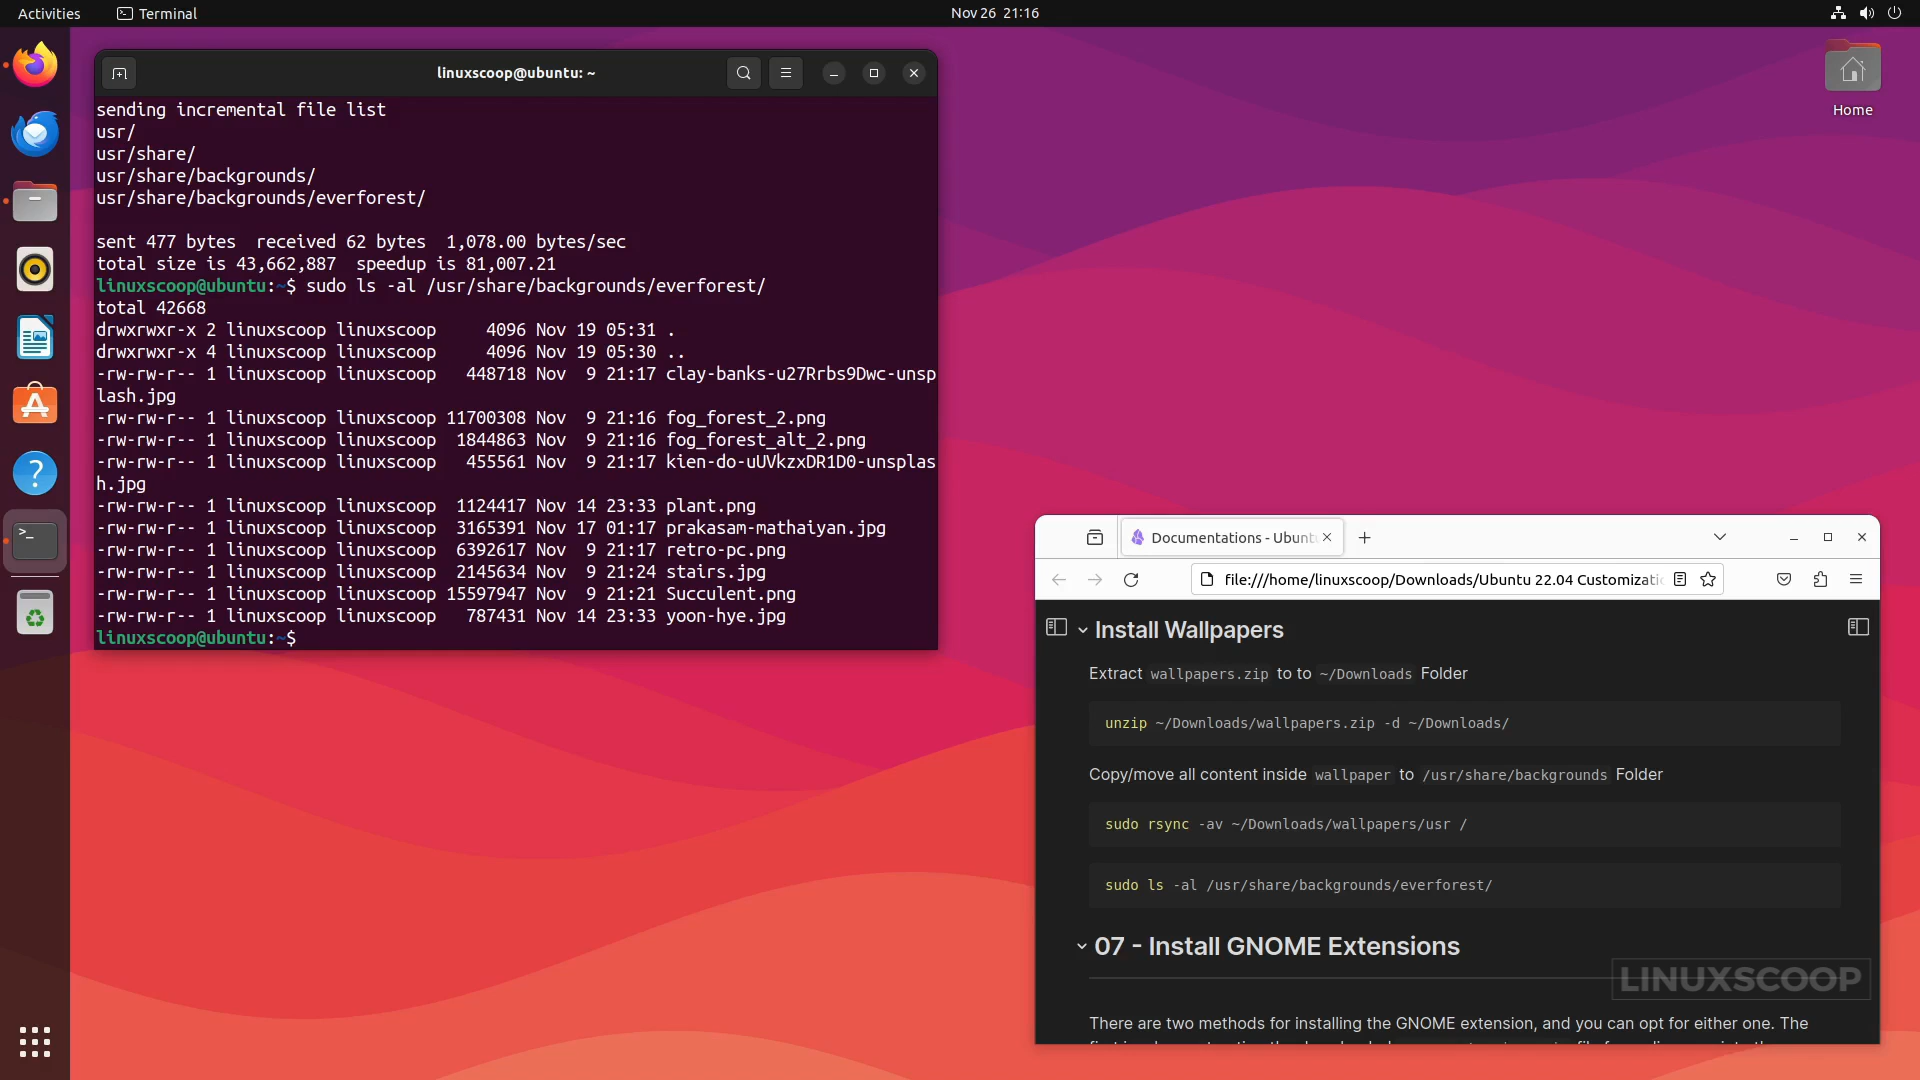 Activities
Terminal
Nov 26 21:16
linuxscoop@ubuntu: ~
sending incremental file list
usr/
usr/share/
usr/share/backgrounds/
usr/share/backgrounds/everforest/
sent 477 bytes  received 62 bytes  1,078.00 bytes/sec
total size is 43,662,887  speedup is 81,007.21
linuxscoop@ubuntu:~$ sudo ls -al /usr/share/backgrounds/everforest/
total 42668
drwxrwxr-x 2 linuxscoop linuxscoop     4096 Nov 19 05:31 .
drwxrwxr-x 4 linuxscoop linuxscoop     4096 Nov 19 05:30 ..
-rw-rw-r-- 1 linuxscoop linuxscoop   448718 Nov  9 21:17 clay-banks-u27Rrbs9Dwc-unsp
lash.jpg
-rw-rw-r-- 1 linuxscoop linuxscoop 11700308 Nov  9 21:16 fog_forest_2.png
-rw-rw-r-- 1 linuxscoop linuxscoop  1844863 Nov  9 21:16 fog_forest_alt_2.png
-rw-rw-r-- 1 linuxscoop linuxscoop   455561 Nov  9 21:17 kien-do-uUVkzxDR1D0-unsplas
h.jpg
-rw-rw-r-- 1 linuxscoop linuxscoop  1124417 Nov 14 23:33 plant.png
-rw-rw-r-- 1 linuxscoop linuxscoop  3165391 Nov 17 01:17 prakasam-mathaiyan.jpg
-rw-rw-r-- 1 linuxscoop linuxscoop  6392617 Nov  9 21:17 retro-pc.png
-rw-rw-r-- 1 linuxscoop linuxscoop  2145634 Nov  9 21:24 stairs.jpg
-rw-rw-r-- 1 linuxscoop linuxscoop 15597947 Nov  9 21:21 Succulent.png
-rw-rw-r-- 1 linuxscoop linuxscoop   787431 Nov 14 23:33 yoon-hye.jpg
linuxscoop@ubuntu:~$
Home
Documentations - Ubunt
file:///home/linuxscoop/Downloads/Ubuntu 22.04 Customizati
Install Wallpapers
Extract wallpapers.zip to to ~/Downloads Folder
unzip ~/Downloads/wallpapers.zip -d ~/Downloads/
Copy/move all content inside wallpaper to /usr/share/backgrounds Folder
sudo rsync -av ~/Downloads/wallpapers/usr /
sudo ls -al /usr/share/backgrounds/everforest/
07 - Install GNOME Extensions
LINUXSCOOP
There are two methods for installing the GNOME extension, and you can opt for either one. The